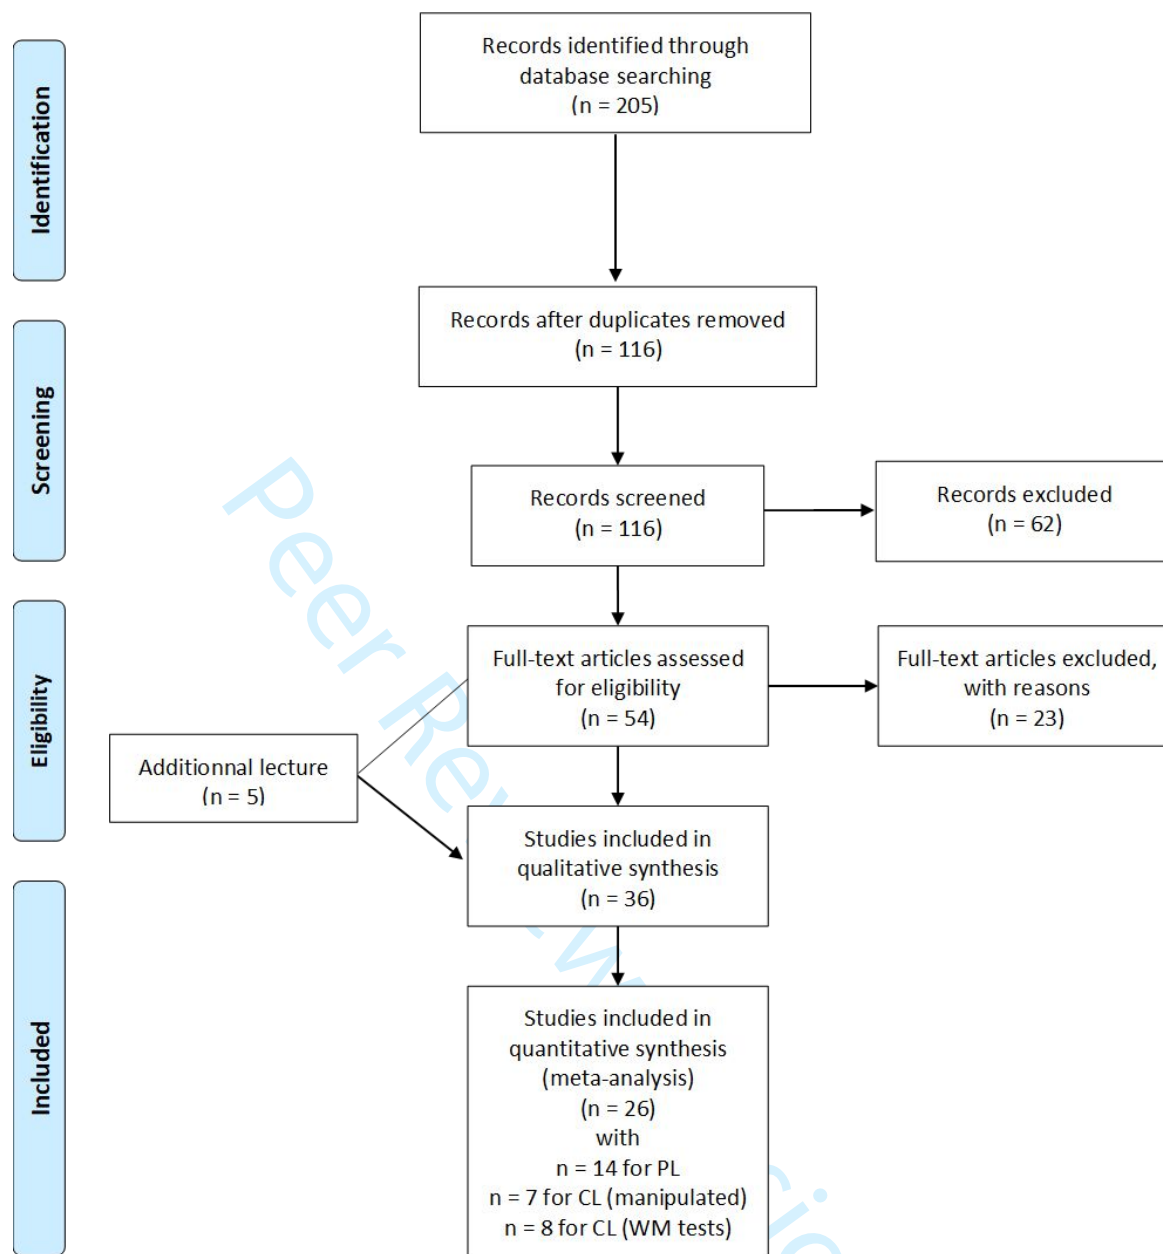 Identification
Records identified through
database searching
(n = 205)
Records after duplicates removed
(n = 116)
Screening
Records screened
(n = 116)
Records excluded
(n = 62)
Eligibility
Full-text articles assessed
for eligibility
(n = 54)
Full-text articles excluded,
with reasons
(n = 23)
Additionnal lecture
(n = 5)
Studies included in
qualitative synthesis
(n = 36)
Included
Studies included in
quantitative synthesis
(meta-analysis)
(n = 26)
with
n = 14 for PL
n = 7 for CL (manipulated)
n = 8 for CL (WM tests)
Peer